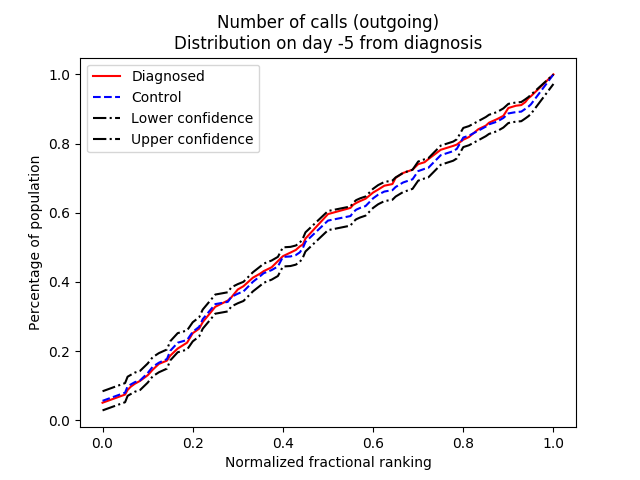 Number of calls (outgoing)
Distribution on day -5 from diagnosis
Diagnosed
Control
Lower confidence
Upper confidence
Percentage of population
1.0
0.8
0.6
0.4
0.2
0.0
0.0 0.2 0.4 0.6 0.8 1.0
Normalized fractional ranking